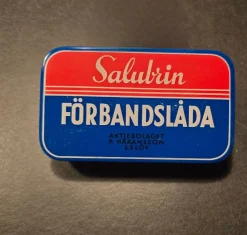 Salubrin
FÖRBANDSLÅDA
AKTIEBOLAGET
P. HÅKANSSON
ESLÖV